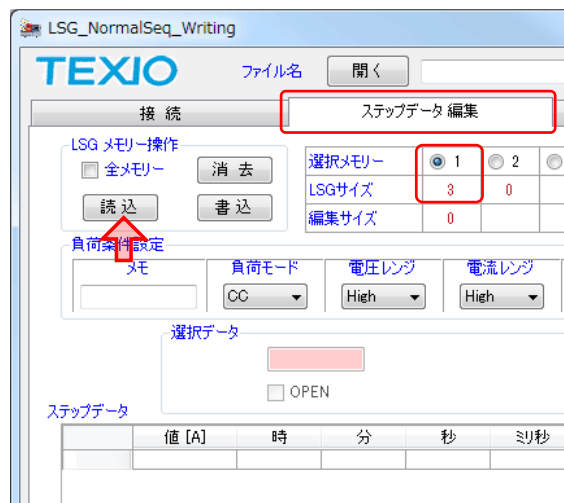 LSG_NormalSeq_Writing
TEXIO ファイル名 開く
接続 ステップデータ 編集
LSG メモリー操作
全メモリー 消去
読込 書込
選択メモリー 1 2
LSGサイズ 3 0
編集サイズ 0
負荷条件設定
メモ 負荷モード 電圧レンジ 電流レンジ
CC High High
選択データ
OPEN
ステップデータ
値 [A] 時 分 秒 ミリ秒